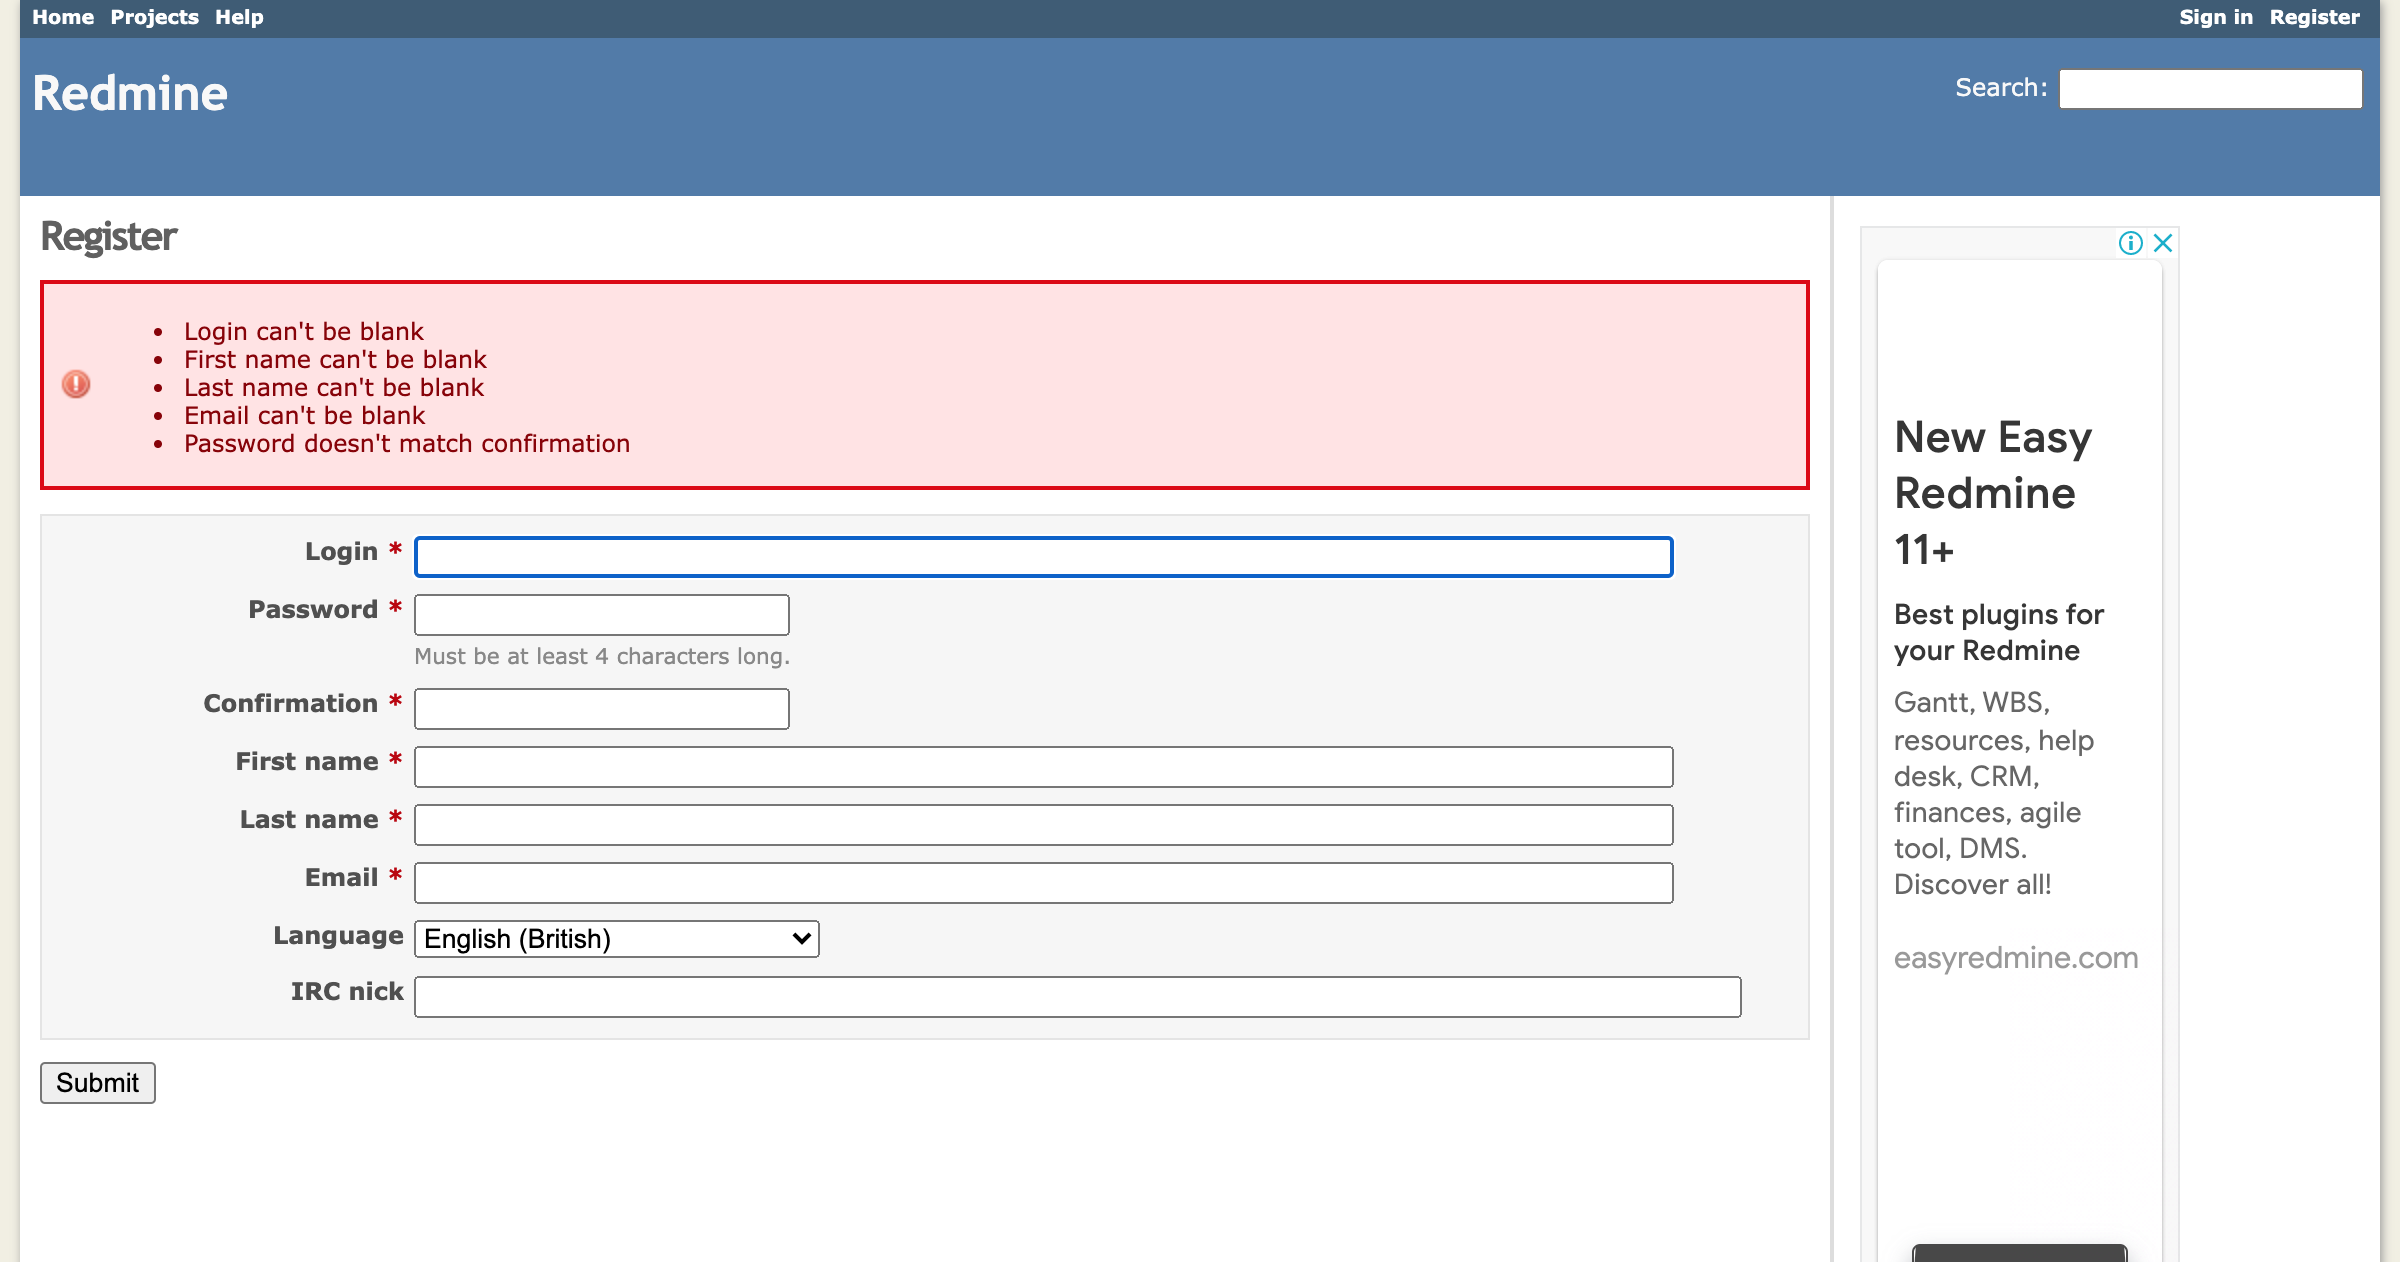 Home Projects Help
Sign in Register
Redmine
Search:
Register
Login can't be blank
First name can't be blank
Last name can't be blank
Email can't be blank
Password doesn't match confirmation
Login *
Password *
Must be at least 4 characters long.
Confirmation *
First name *
Last name *
Email *
Language English (British)
IRC nick
Submit
New Easy
Redmine
11+
Best plugins for
your Redmine
Gantt, WBS,
resources, help
desk, CRM,
finances, agile
tool, DMS.
Discover all!
easyredmine.com